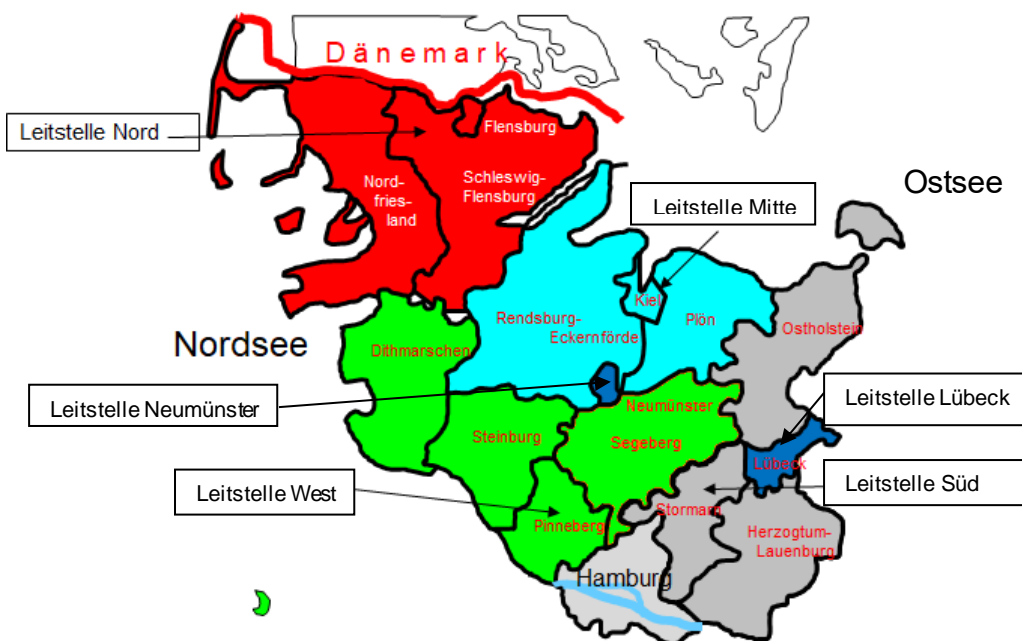 Dänemark
Leitstelle Nord
Flensburg
Schleswig-
Flensburg
Nord-
fries-
land
Ostsee
Leitstelle Mitte
Kiel
Rendsburg-
Eckernförde
Plön
Ostholstein
Nordsee
Dithmarschen
Leitstelle Neumünster
Neumünster
Leitstelle Lübeck
Steinburg
Segeberg
Lübeck
Leitstelle West
Leitstelle Süd
Pinneberg
Stormarn
Herzogtum-
Lauenburg
Hamburg